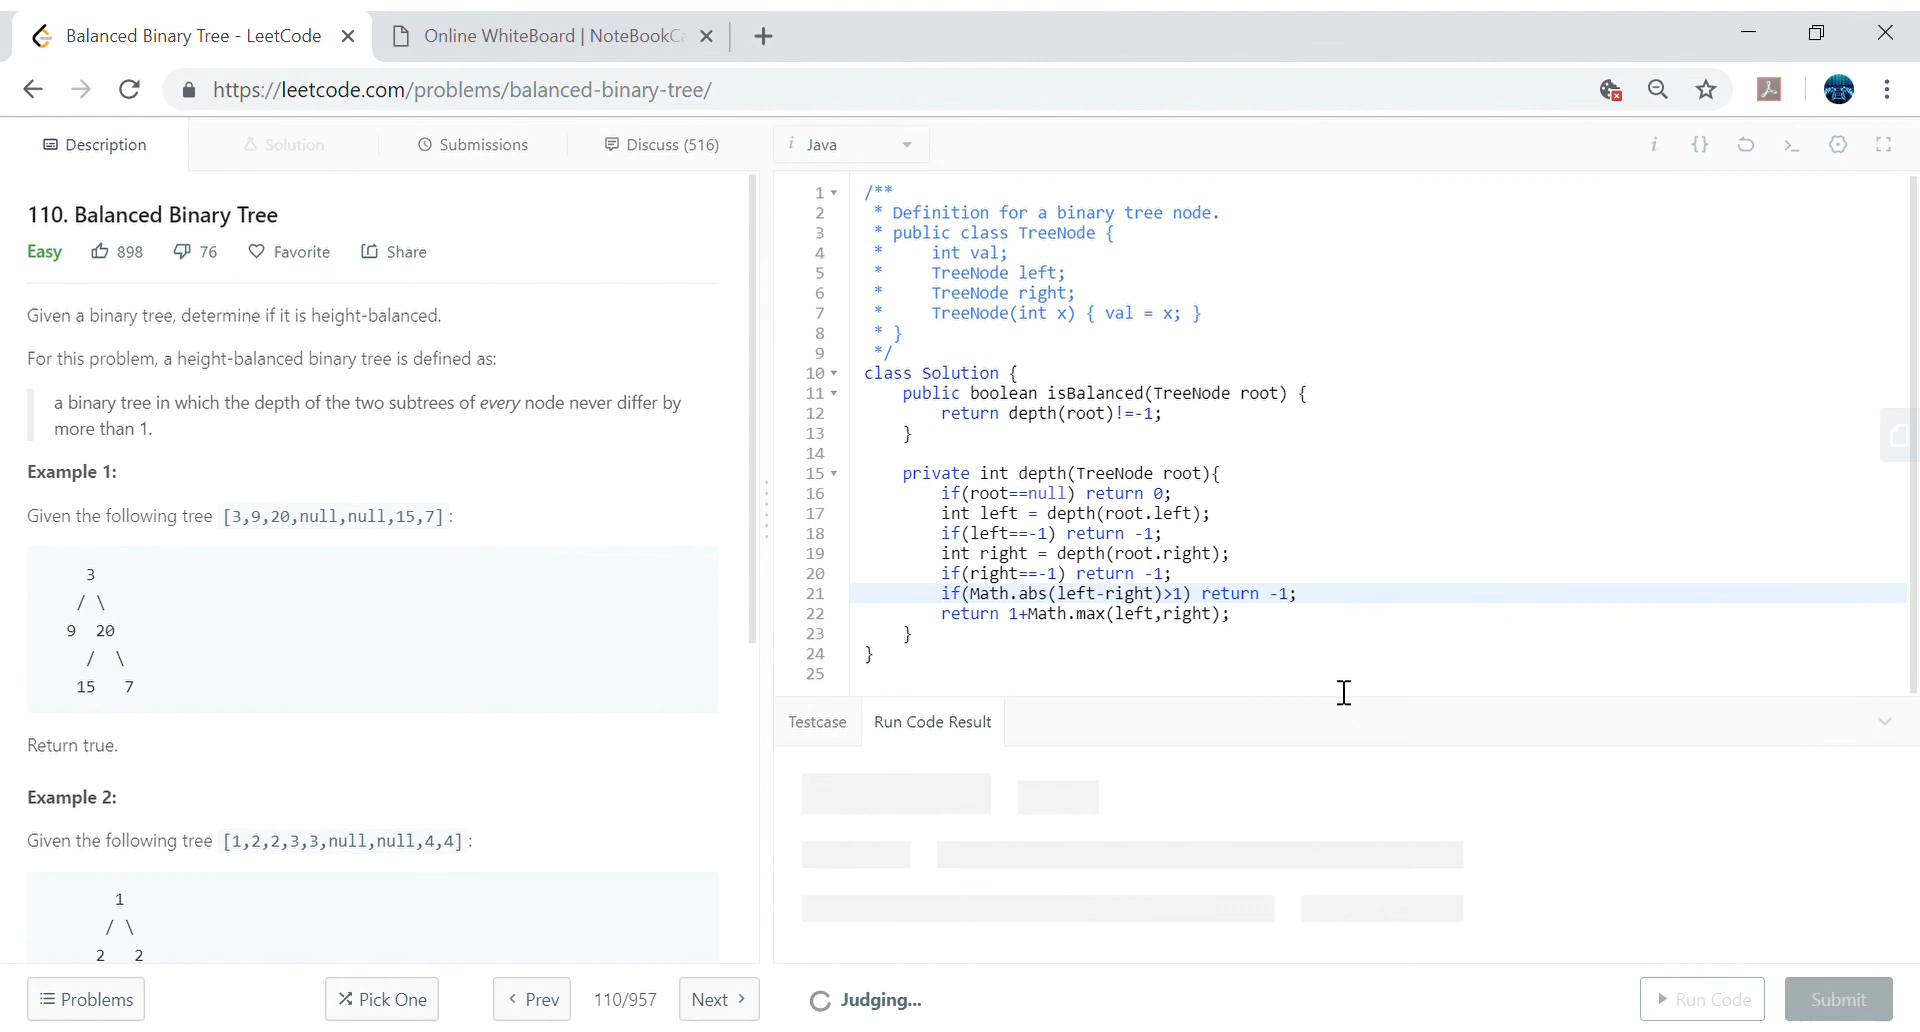 Balanced Binary Tree - LeetCode
Online WhiteBoard | NoteBookC
https://leetcode.com/problems/balanced-binary-tree/
Description
Solution
Submissions
Discuss (516)
i Java
i {}
110. Balanced Binary Tree
Easy 898 76 Favorite Share
Given a binary tree, determine if it is height-balanced.
For this problem, a height-balanced binary tree is defined as:
a binary tree in which the depth of the two subtrees of every node never differ by
more than 1.
Example 1:
Given the following tree [3,9,20,null,null,15,7]:
3
/ \
9 20
/ \
15 7
Return true.
Example 2:
Given the following tree [1,2,2,3,3,null,null,4,4]:
1
/ \
2 2
1 /**
2 * Definition for a binary tree node.
3 * public class TreeNode {
4 * int val;
5 * TreeNode left;
6 * TreeNode right;
7 * TreeNode(int x) { val = x; }
8 * }
9 */
10 class Solution {
11 public boolean isBalanced(TreeNode root) {
12 return depth(root)!=-1;
13 }
14
15 private int depth(TreeNode root){
16 if(root==null) return 0;
17 int left = depth(root.left);
18 if(left==-1) return -1;
19 int right = depth(root.right);
20 if(right==-1) return -1;
21 if(Math.abs(left-right)>1) return -1;
22 return 1+Math.max(left,right);
23 }
24 }
25
Testcase
Run Code Result
Problems
Pick One
Prev
110/957
Next
Judging...
Run Code
Submit